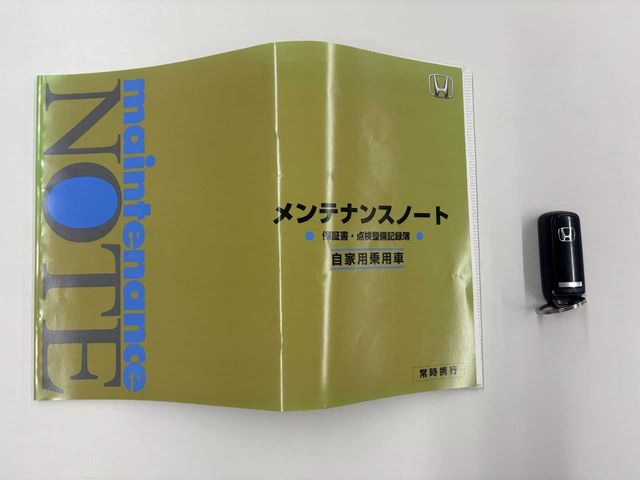 maintenance
NOTE
メンテナンスノート
● 保証書・点検整備記録簿 ●
自家用乗用車
常時携行